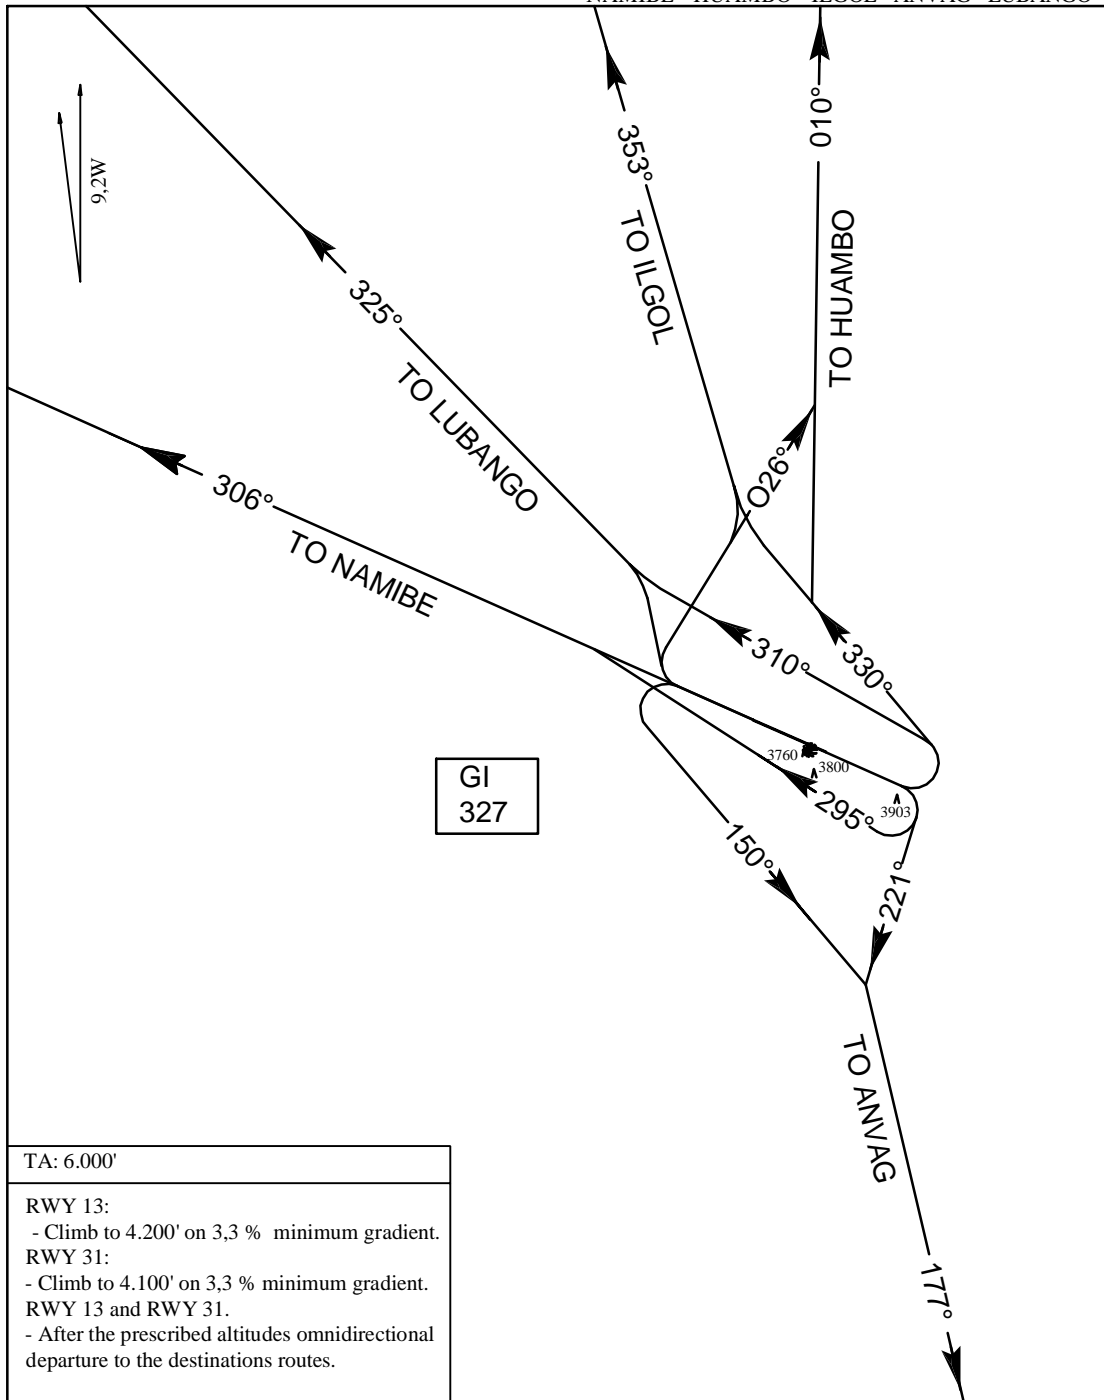 NAMIBE HUAMBO ILGOL ANVAG LUBANGO
9,2W
353°
TO ILGOL
010°
TO HUAMBO
325°
TO LUBANGO
306°
TO NAMIBE
O26°
310°
330°
3760
3800
3903
295°
GI
327
150°
221°
TO ANVAG
177°
TA: 6.000'
RWY 13:
- Climb to 4.200' on 3,3 % minimum gradient.
RWY 31:
- Climb to 4.100' on 3,3 % minimum gradient.
RWY 13 and RWY 31.
- After the prescribed altitudes omnidirectional
departure to the destinations routes.